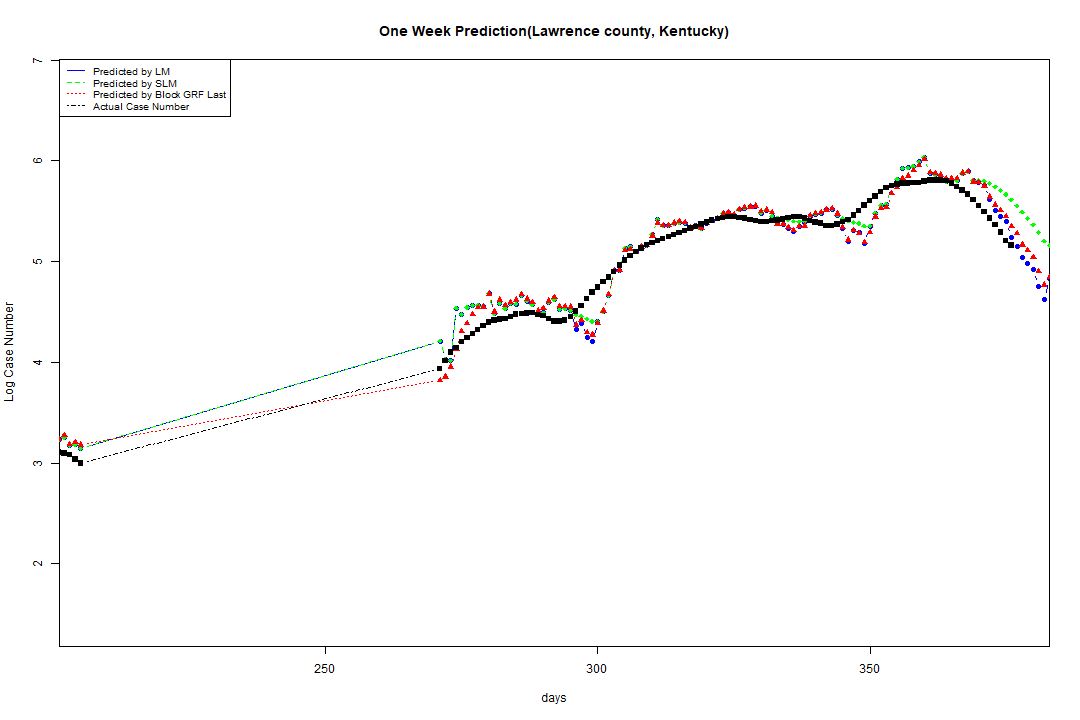 One Week Prediction(Lawrence county, Kentucky)
Predicted by LM
Predicted by SLM
Predicted by Block GRF Last
Actual Case Number
7
6
5
4
3
2
Log Case Number
250 300 350
days